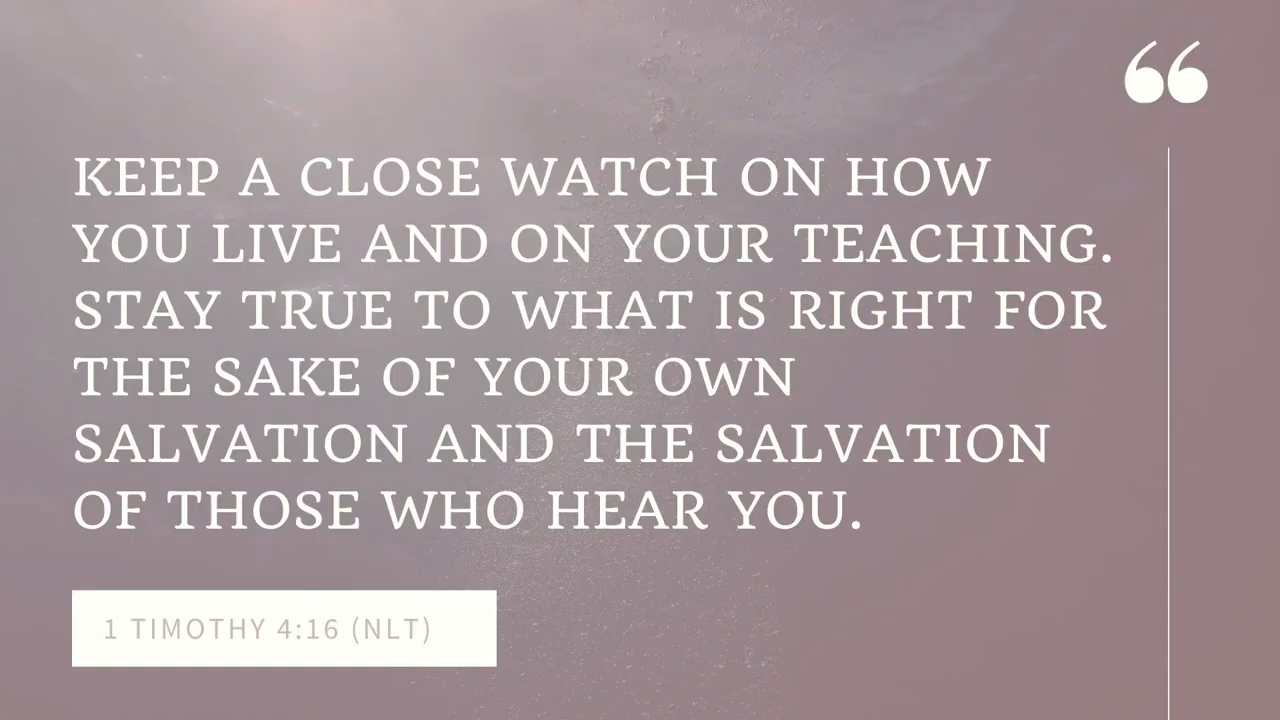 “
KEEP A CLOSE WATCH ON HOW
YOU LIVE AND ON YOUR TEACHING.
STAY TRUE TO WHAT IS RIGHT FOR
THE SAKE OF YOUR OWN
SALVATION AND THE SALVATION
OF THOSE WHO HEAR YOU.
1 TIMOTHY 4:16 (NLT)